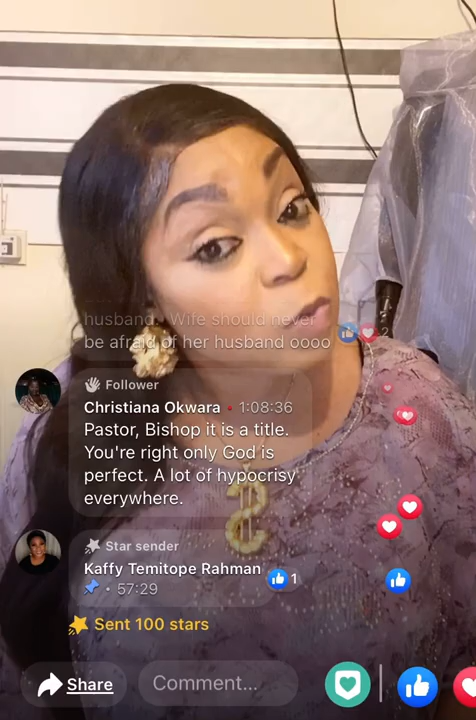 husband. Wife should never
be afraid of her husband oooo
2
Follower
Christiana Okwara • 1:08:36
Pastor, Bishop it is a title.
You're right only God is
perfect. A lot of hypocrisy
everywhere.
Star sender
Kaffy Temitope Rahman
• 57:29
1
Sent 100 stars
Share
Comment...